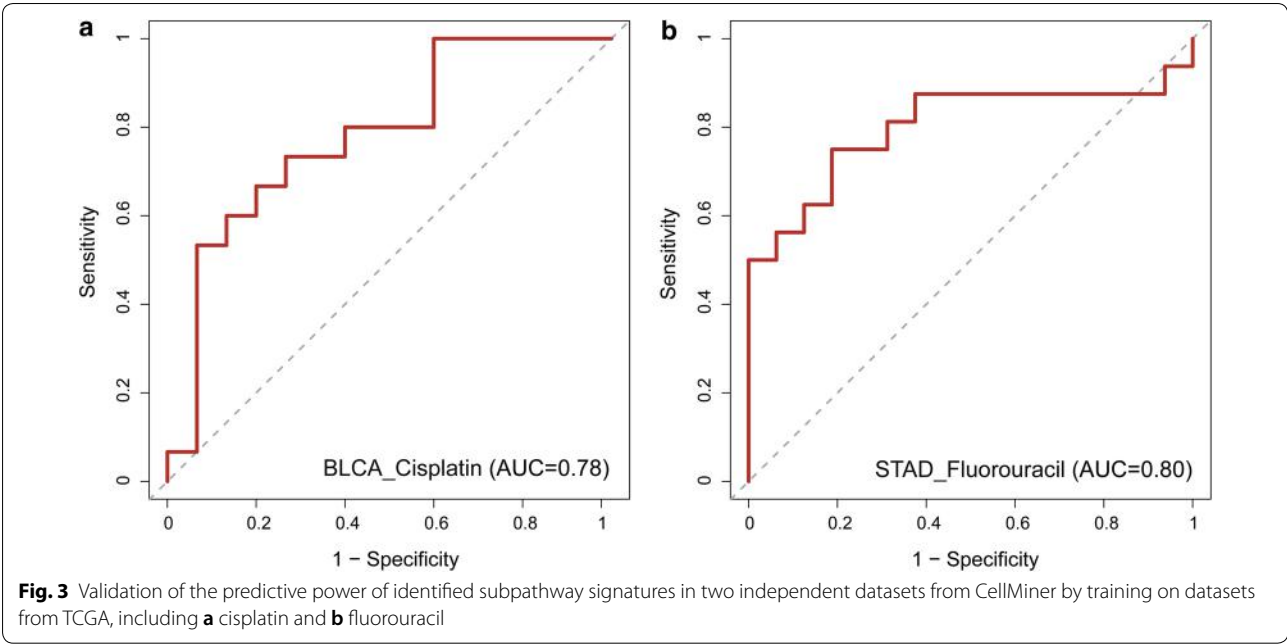 a
1
0.8
0.6
0.4
0.2
0
Sensitivity
0 0.2 0.4 0.6 0.8 1
1 − Specificity
BLCA_Cisplatin (AUC=0.78)
b
1
0.8
0.6
0.4
0.2
0
Sensitivity
0 0.2 0.4 0.6 0.8 1
1 − Specificity
STAD_Fluorouracil (AUC=0.80)
Fig. 3 Validation of the predictive power of identified subpathway signatures in two independent datasets from CellMiner by training on datasets
from TCGA, including a cisplatin and b fluorouracil